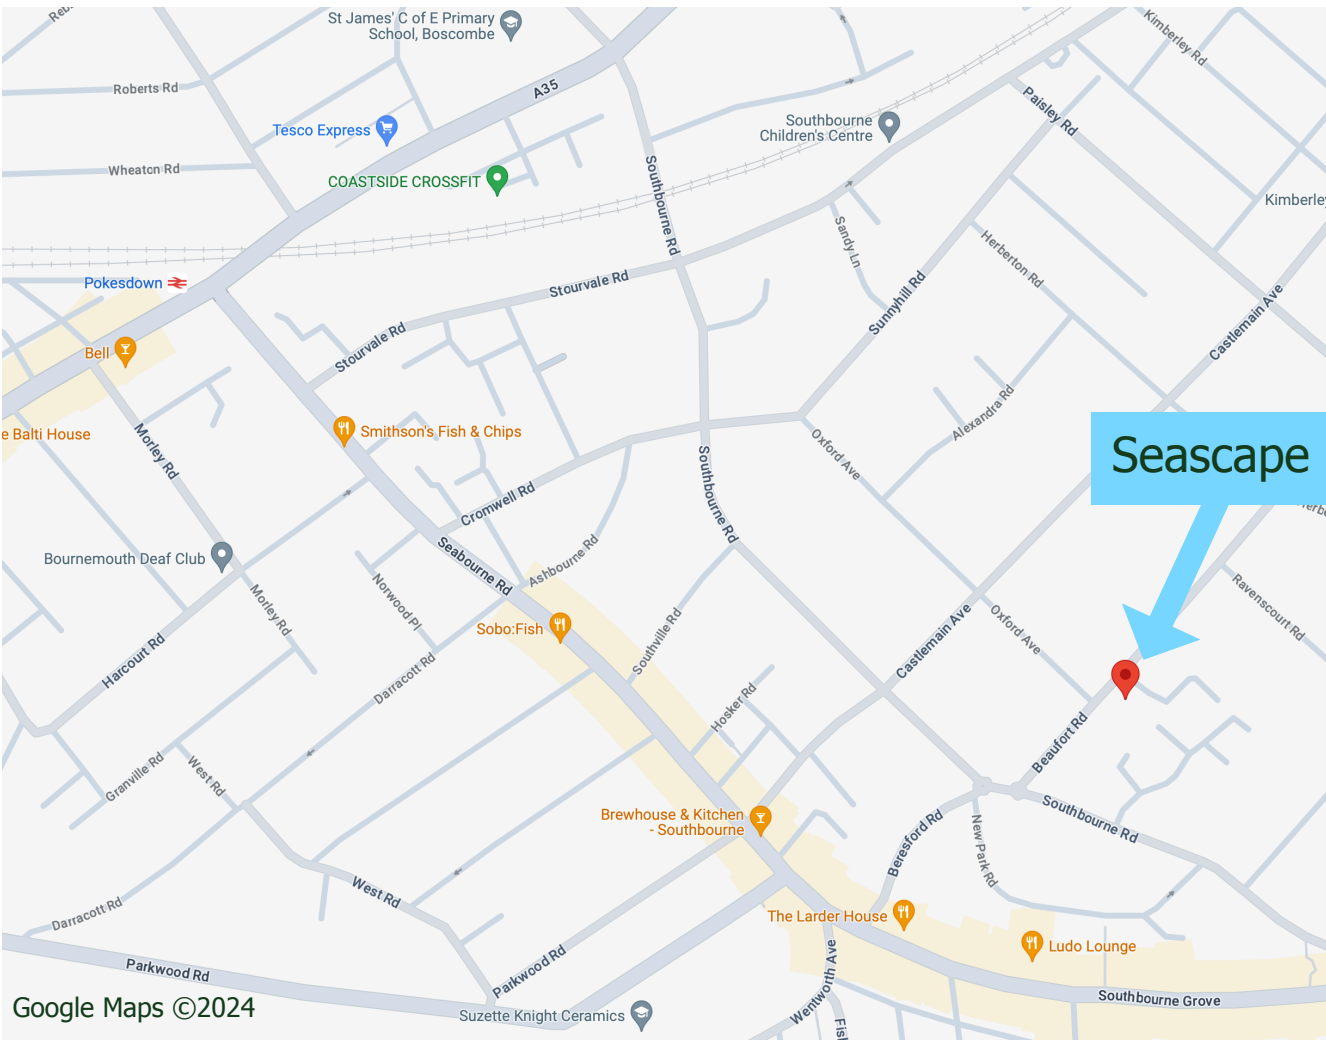 St James' C of E Primary
School, Boscombe
Kimberley Rd
Roberts Rd
A35
Paisley Rd
Tesco Express
Southbourne
Children's Centre
Wheaton Rd
COASTSIDE CROSSFIT
Southbourne Rd
Kimberley
Sandy Ln
Herberton Rd
Pokesdown
Stourvale Rd
Sunnyhill Rd
Castlemain Ave
Stourvale Rd
Bell
Alexandra Rd
e Balti House
Morley Rd
Smithson's Fish & Chips
Oxford Ave
Seascape
Southbourne Rd
Cromwell Rd
Herbe
Bournemouth Deaf Club
Seabourne Rd
Ashbourne Rd
Morley Rd
Norwood Pl
Oxford Ave
Ravenscourt Rd
Sobo:Fish
Southville Rd
Castlemain Ave
Harcourt Rd
Darracott Rd
Hosker Rd
Beaufort Rd
Granville Rd
West Rd
Brewhouse & Kitchen
- Southbourne
Southbourne Rd
Beresford Rd
New Park Rd
West Rd
Darracott Rd
The Larder House
Ludo Lounge
Parkwood Rd
Parkwood Rd
Wentworth Ave
Southbourne Grove
Google Maps ©2024
Suzette Knight Ceramics
Fish